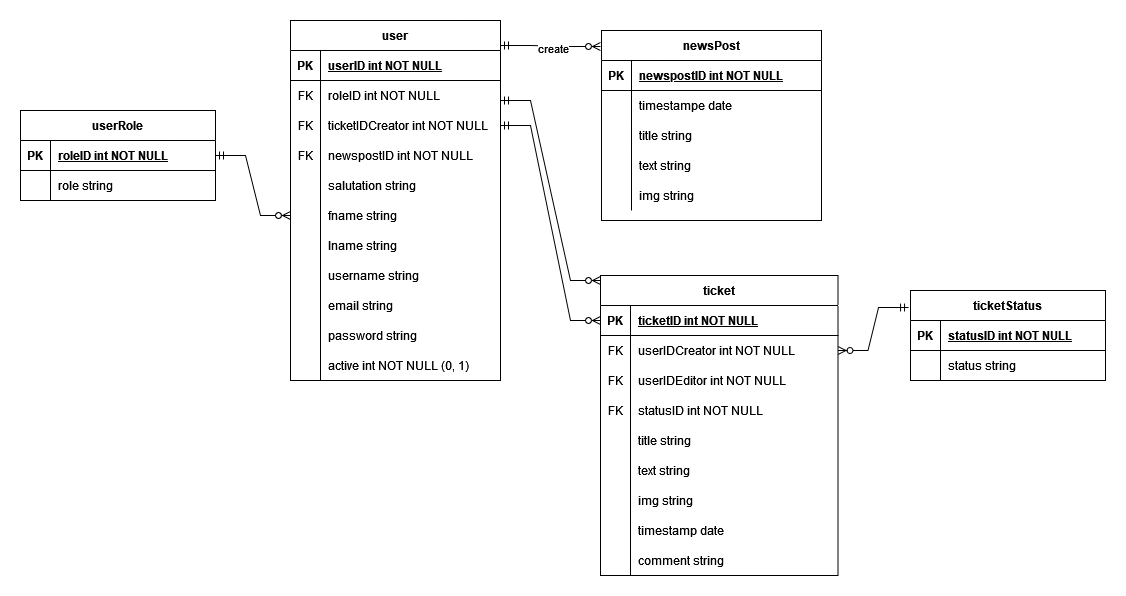 userRole
PK roleID int NOT NULL
role string
user
PK userID int NOT NULL
FK roleID int NOT NULL
FK ticketIDCreator int NOT NULL
FK newspostID int NOT NULL
salutation string
fname string
lname string
username string
email string
password string
active int NOT NULL (0, 1)
create
newsPost
PK newspostID int NOT NULL
timestampe date
title string
text string
img string
ticket
PK ticketID int NOT NULL
FK userIDCreator int NOT NULL
FK userIDEditor int NOT NULL
FK statusID int NOT NULL
title string
text string
img string
timestamp date
comment string
ticketStatus
PK statusID int NOT NULL
status string